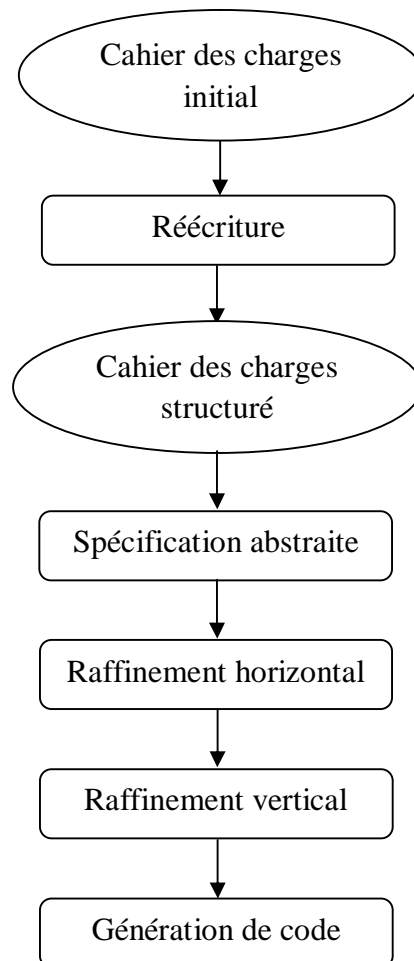 Cahier des charges
initial
Réécriture
Cahier des charges
structuré
Spécification abstraite
Raffinement horizontal
Raffinement vertical
Génération de code